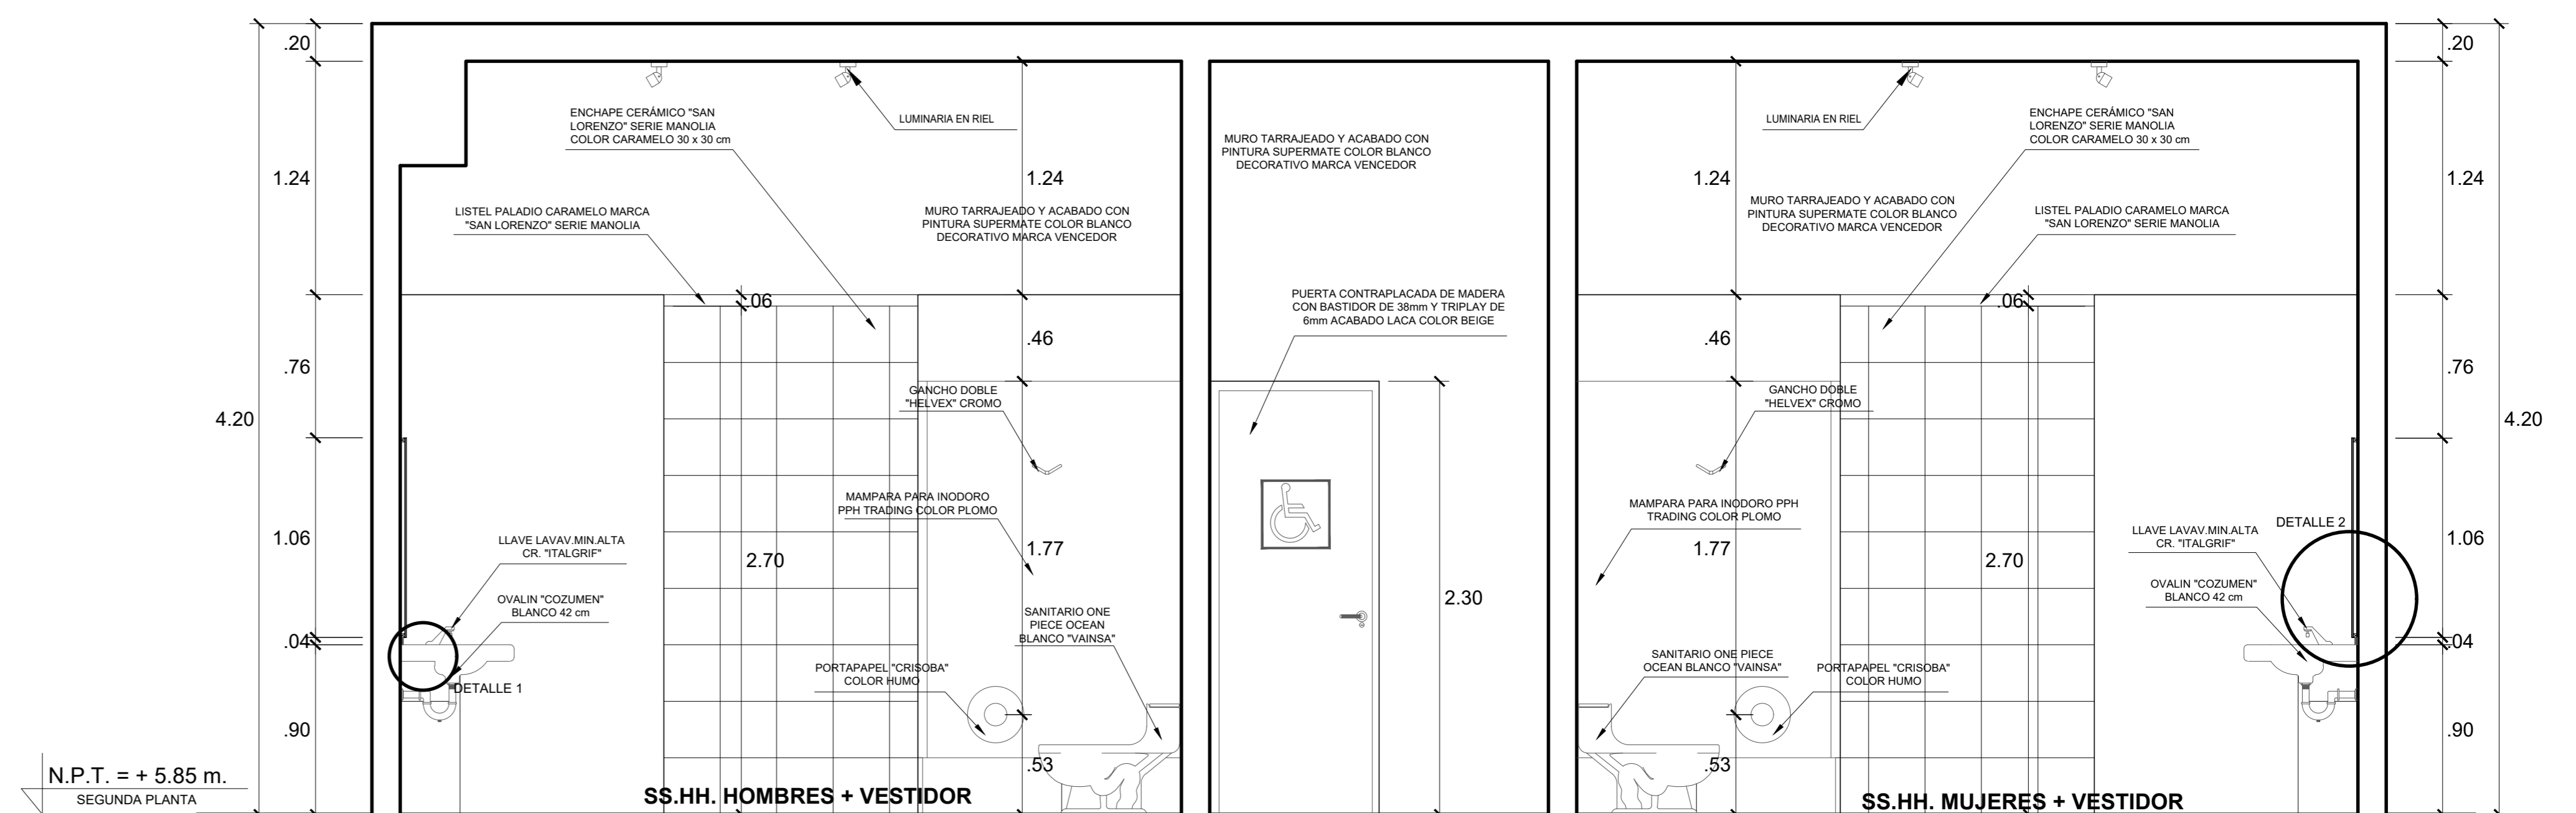 .20
.20
ENCHAPE CERÁMICO "SAN
LORENZO" SERIE MANOLIA
COLOR CARAMELO 30 x 30 cm
LUMINARIA EN RIEL
MURO TARRAJEADO Y ACABADO CON
PINTURA SUPERMATE COLOR BLANCO
DECORATIVO MARCA VENCEDOR
LUMINARIA EN RIEL
ENCHAPE CERÁMICO "SAN
LORENZO" SERIE MANOLIA
COLOR CARAMELO 30 x 30 cm
1.24
1.24
1.24
1.24
LISTEL PALADIO CARAMELO MARCA
"SAN LORENZO" SERIE MANOLIA
MURO TARRAJEADO Y ACABADO CON
PINTURA SUPERMATE COLOR BLANCO
DECORATIVO MARCA VENCEDOR
MURO TARRAJEADO Y ACABADO CON
PINTURA SUPERMATE COLOR BLANCO
DECORATIVO MARCA VENCEDOR
LISTEL PALADIO CARAMELO MARCA
"SAN LORENZO" SERIE MANOLIA
.06
PUERTA CONTRAPLACADA DE MADERA
CON BASTIDOR DE 38mm Y TRIPLAY DE
6mm ACABADO LACA COLOR BEIGE
.06
.46
.46
.76
.76
GANCHO DOBLE
"HELVEX" CROMO
GANCHO DOBLE
"HELVEX" CROMO
4.20
4.20
MAMPARA PARA INODORO
PPH TRADING COLOR PLOMO
MAMPARA PARA INODORO PPH
TRADING COLOR PLOMO
DETALLE 2
1.06
LLAVE LAVAV.MIN.ALTA
CR. "ITALGRIF"
2.70
1.77
1.77
2.70
LLAVE LAVAV.MIN.ALTA
CR. "ITALGRIF"
1.06
OVALIN "COZUMEN"
BLANCO 42 cm
SANITARIO ONE
PIECE OCEAN
BLANCO "VAINSA"
2.30
OVALIN "COZUMEN"
BLANCO 42 cm
.04
.04
PORTAPAPEL "CRISOBA"
COLOR HUMO
SANITARIO ONE PIECE
OCEAN BLANCO "VAINSA"
PORTAPAPEL "CRISOBA"
COLOR HUMO
DETALLE 1
.90
.90
.53
.53
N.P.T. = + 5.85 m.
SEGUNDA PLANTA
SS.HH. HOMBRES + VESTIDOR
SS.HH. MUJERES + VESTIDOR